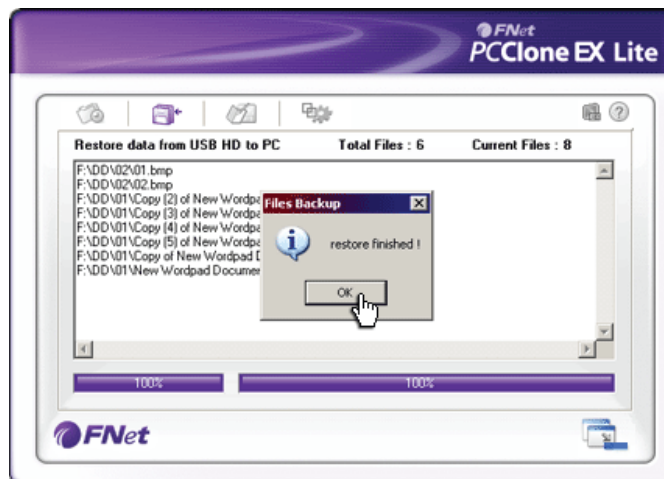 FNet
PCClone EX Lite
Restore data from USB HD to PC Total Files : 6 Current Files : 8
F:\DD\02\01.bmp
F:\DD\02\02.bmp
F:\DD\01\Copy (2) of New Wordpa
F:\DD\01\Copy (3) of New Wordpa
F:\DD\01\Copy (4) of New Wordpa
F:\DD\01\Copy (5) of New Wordpa
F:\DD\01\Copy of New Wordpad D
F:\DD\01\New Wordpad Documer
Files Backup
restore finished !
OK
100% 100%
FNet